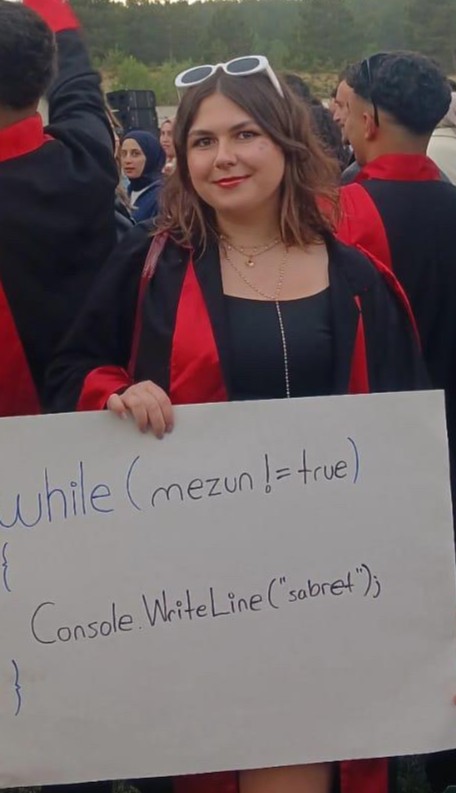 while(mezun != true)
{
Console.WriteLine("sabret");
}